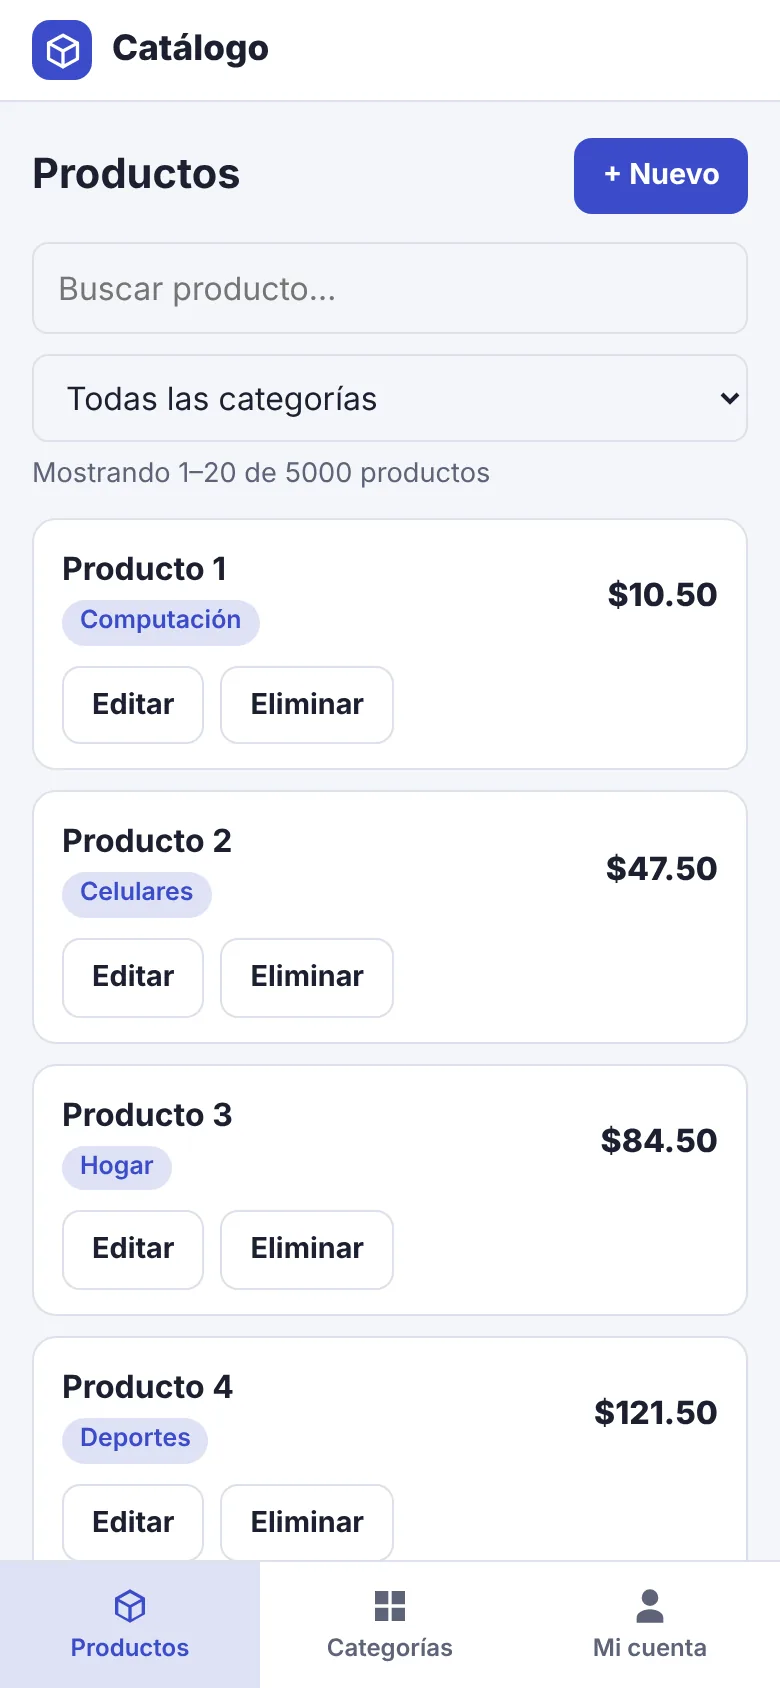 Catálogo
Productos
+ Nuevo
Buscar producto...
Todas las categorías
Mostrando 1–20 de 5000 productos
Producto 1
$10.50
Computación
Editar
Eliminar
Producto 2
$47.50
Celulares
Editar
Eliminar
Producto 3
$84.50
Hogar
Editar
Eliminar
Producto 4
$121.50
Deportes
Editar
Eliminar
Productos
Categorías
Mi cuenta